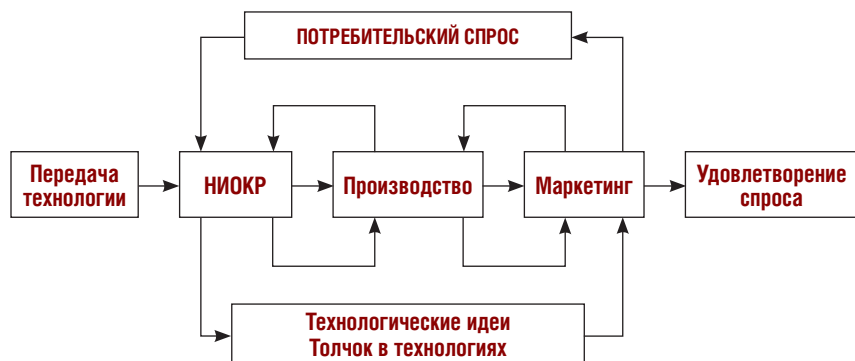 ПОТРЕБИТЕЛЬСКИЙ СПРОС
Передача
технологии
НИОКР
Производство
Маркетинг
Удовлетворение
спроса
Технологические идеи
Толчок в технологиях